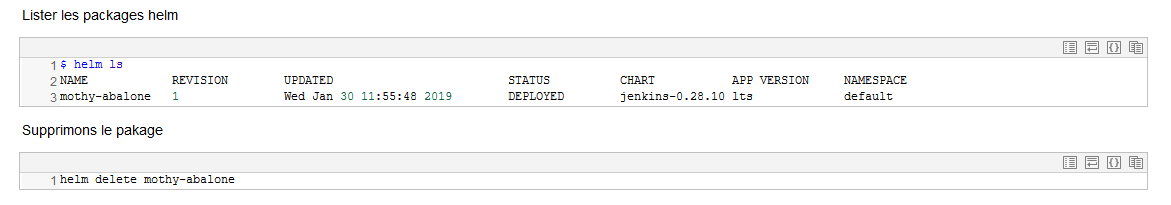 Lister les packages helm
1 $ helm ls
2 NAME REVISION UPDATED STATUS CHART APP VERSION NAMESPACE
3 mothy-abalone 1 Wed Jan 30 11:55:48 2019 DEPLOYED jenkins-0.28.10 lts default
Supprimons le pakage
1 helm delete mothy-abalone